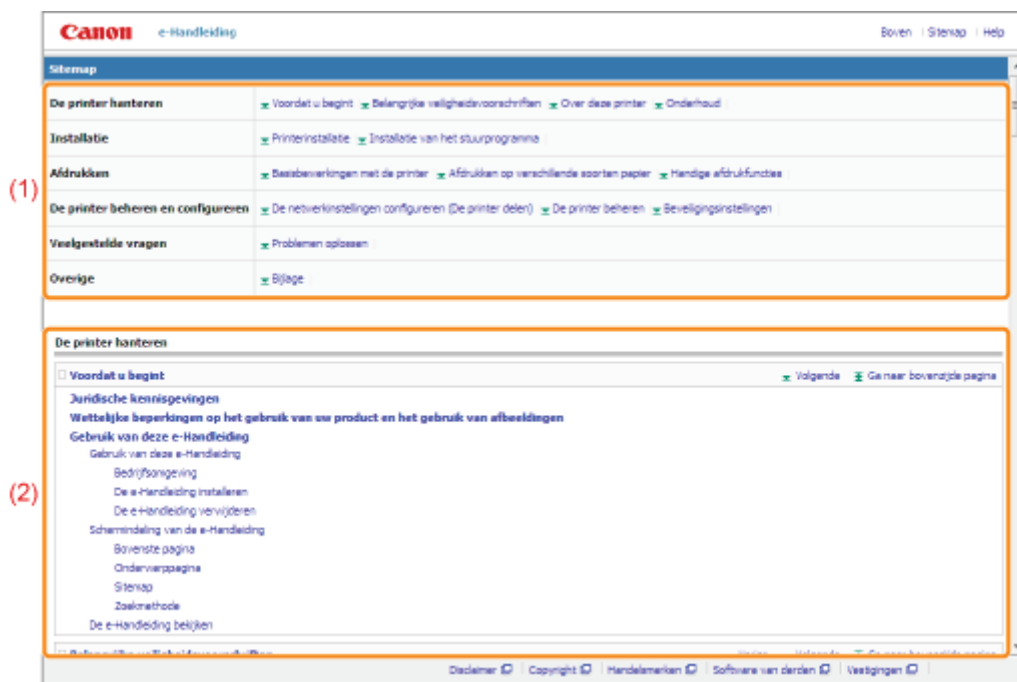 Canon e-Handleiding Boven Sitemap Help
Sitemap
(1)
De printer hanteren Voordat u begint Belangrijke veiligheidsvoorschriften Over deze printer Onderhoud
Installatie Printerinstallatie Installatie van het stuurprogramma
Afdrukken Basisbewerkingen met de printer Afdrukken op verschillende soorten papier Handige afdrukfuncties
De printer beheren en configureren De netwerkinstellingen configureren (De printer delen) De printer beheren Beveiligingsinstellingen
Veelgestelde vragen Problemen oplossen
Overige Bijlage
(2)
De printer hanteren
Voordat u begint Volgende Ga naar bovenzijde pagina
Juridische kennisgevingen
Wettelijke beperkingen op het gebruik van uw product en het gebruik van afbeeldingen
Gebruik van deze e-Handleiding
Gebruik van deze e-Handleiding
Bedrijfsomgeving
De e-Handleiding installeren
De e-Handleiding verwijderen
Schermindeling van de e-Handleiding
Bovenste pagina
Onderwerppagina
Sitemap
Zoekmethode
De e-Handleiding bekijken
Disclaimer Copyright Handelsmerken Software van derden Vestigingen